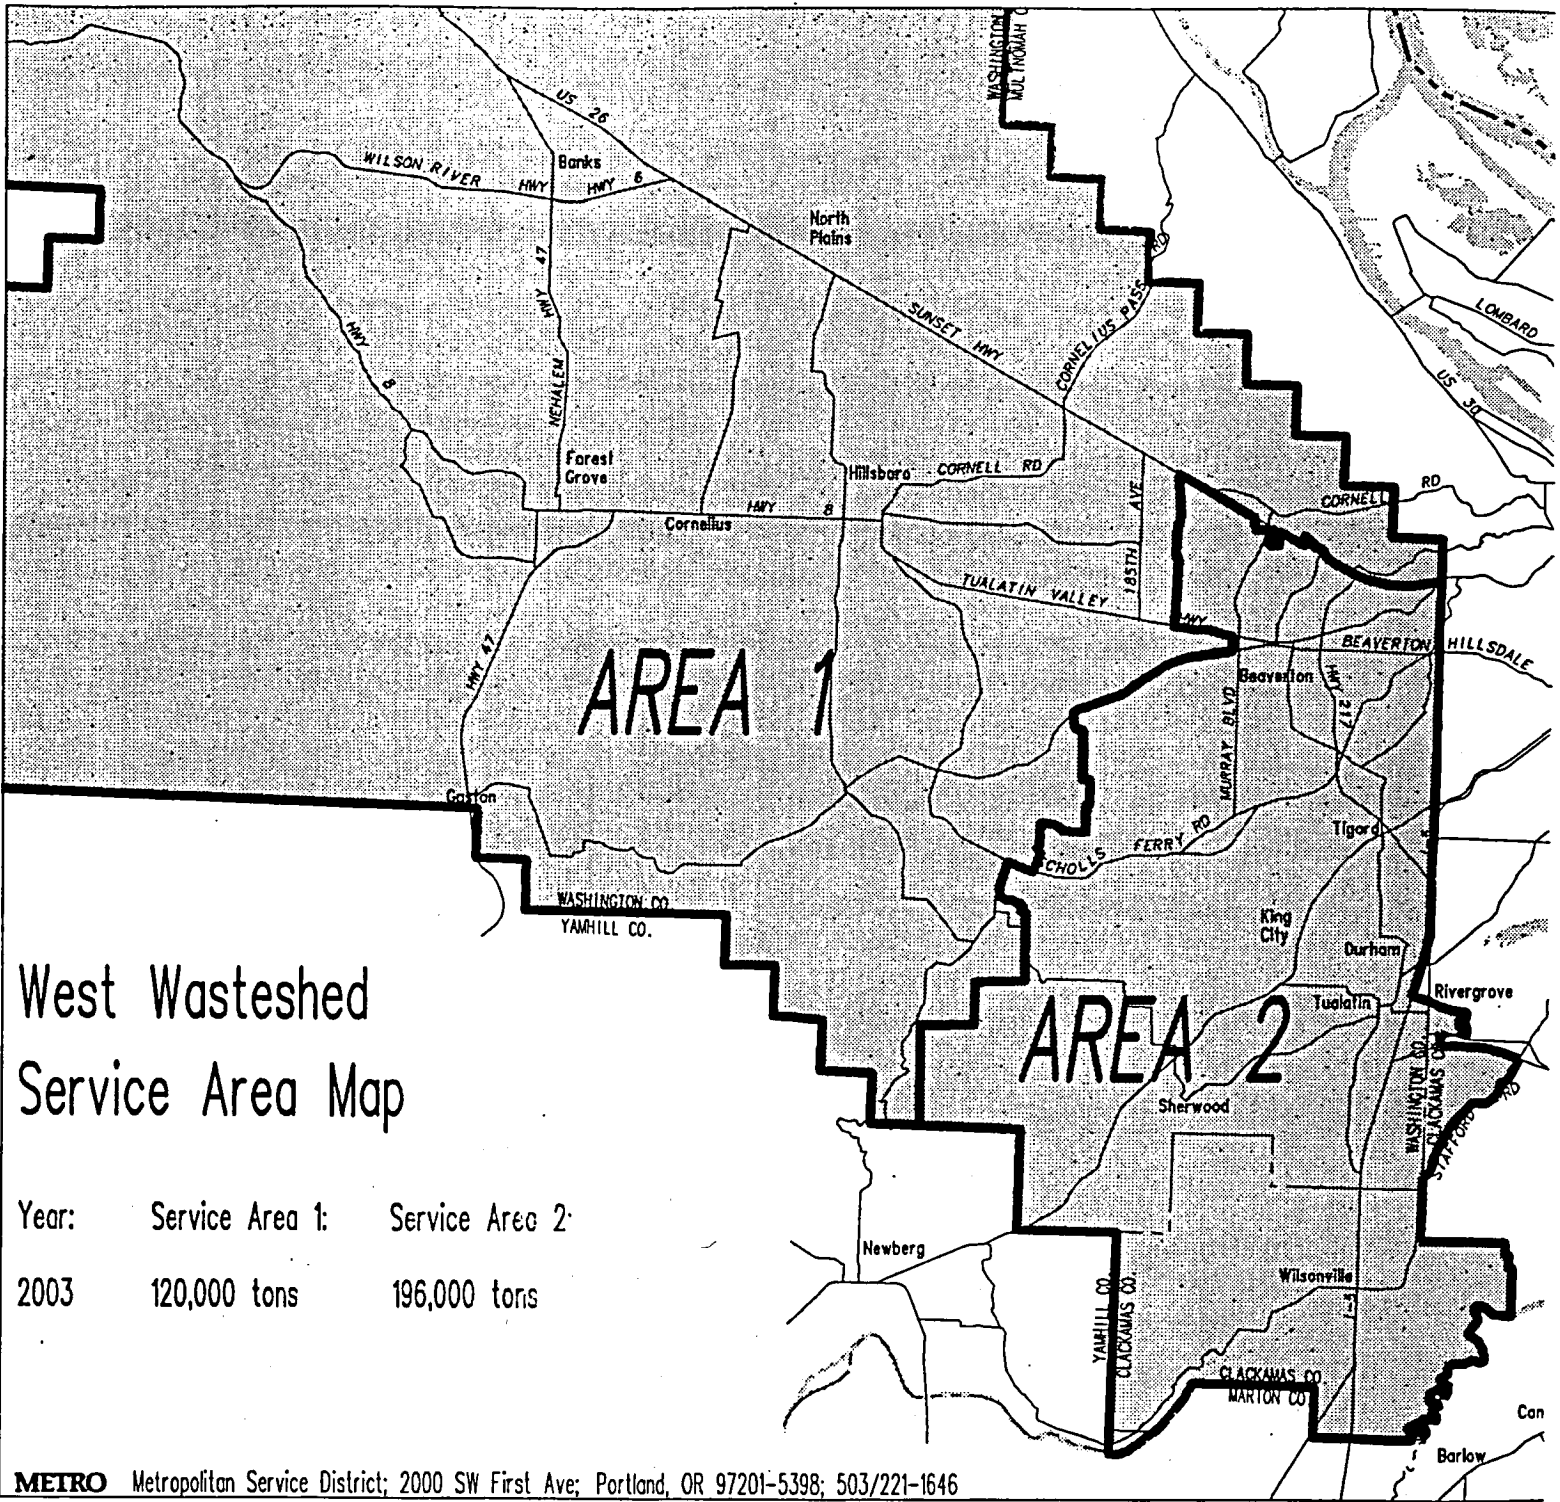 WASHINGTON
MULTNOMAH C
US 26
Banks
WILSON RIVER HWY
HWY 6
North
Plains
HWY 47
NEHALEM
HWY 8
SUNSET HWY
CORNELIUS PASS
RD
LOMBARD
US 30
Forest
Grove
Hillsboro
CORNELL RD
CORNELL
RD
Cornelius
HWY 8
185TH AVE
TUALATIN VALLEY
HWY
BEAVERTON HILLSDALE
HWY 47
AREA 1
Beaverton
HWY 217
MURRAY BLVD
Gaston
CHOLLS FERRY RD
Tigard
WASHINGTON CO
YAMHILL CO.
King
City
Durham
Rivergrove
Tualatin
AREA 2
Sherwood
WASHINGTON CO.
CLACKAMAS CO.
STAFFORD RD
West Wasteshed
Service Area Map
Year: Service Area 1: Service Area 2:
2003 120,000 tons 196,000 tons
Newberg
Wilsonville
I-5
YAMHILL CO.
CLACKAMAS CO.
CLACKAMAS CO.
MARION CO
Can
Barlow
METRO Metropolitan Service District; 2000 SW First Ave; Portland, OR 97201-5398; 503/221-1646